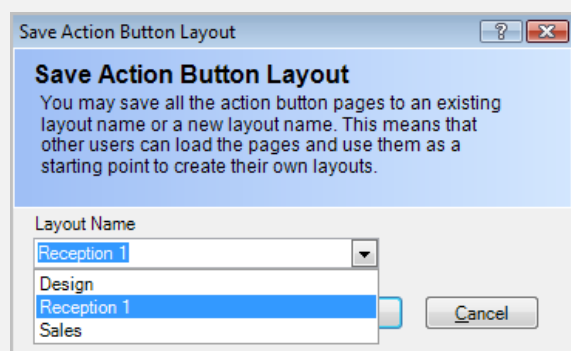 Save Action Button Layout
Save Action Button Layout
You may save all the action button pages to an existing
layout name or a new layout name. This means that
other users can load the pages and use them as a
starting point to create their own layouts.
Layout Name
Reception 1
Design
Reception 1
Sales
Cancel